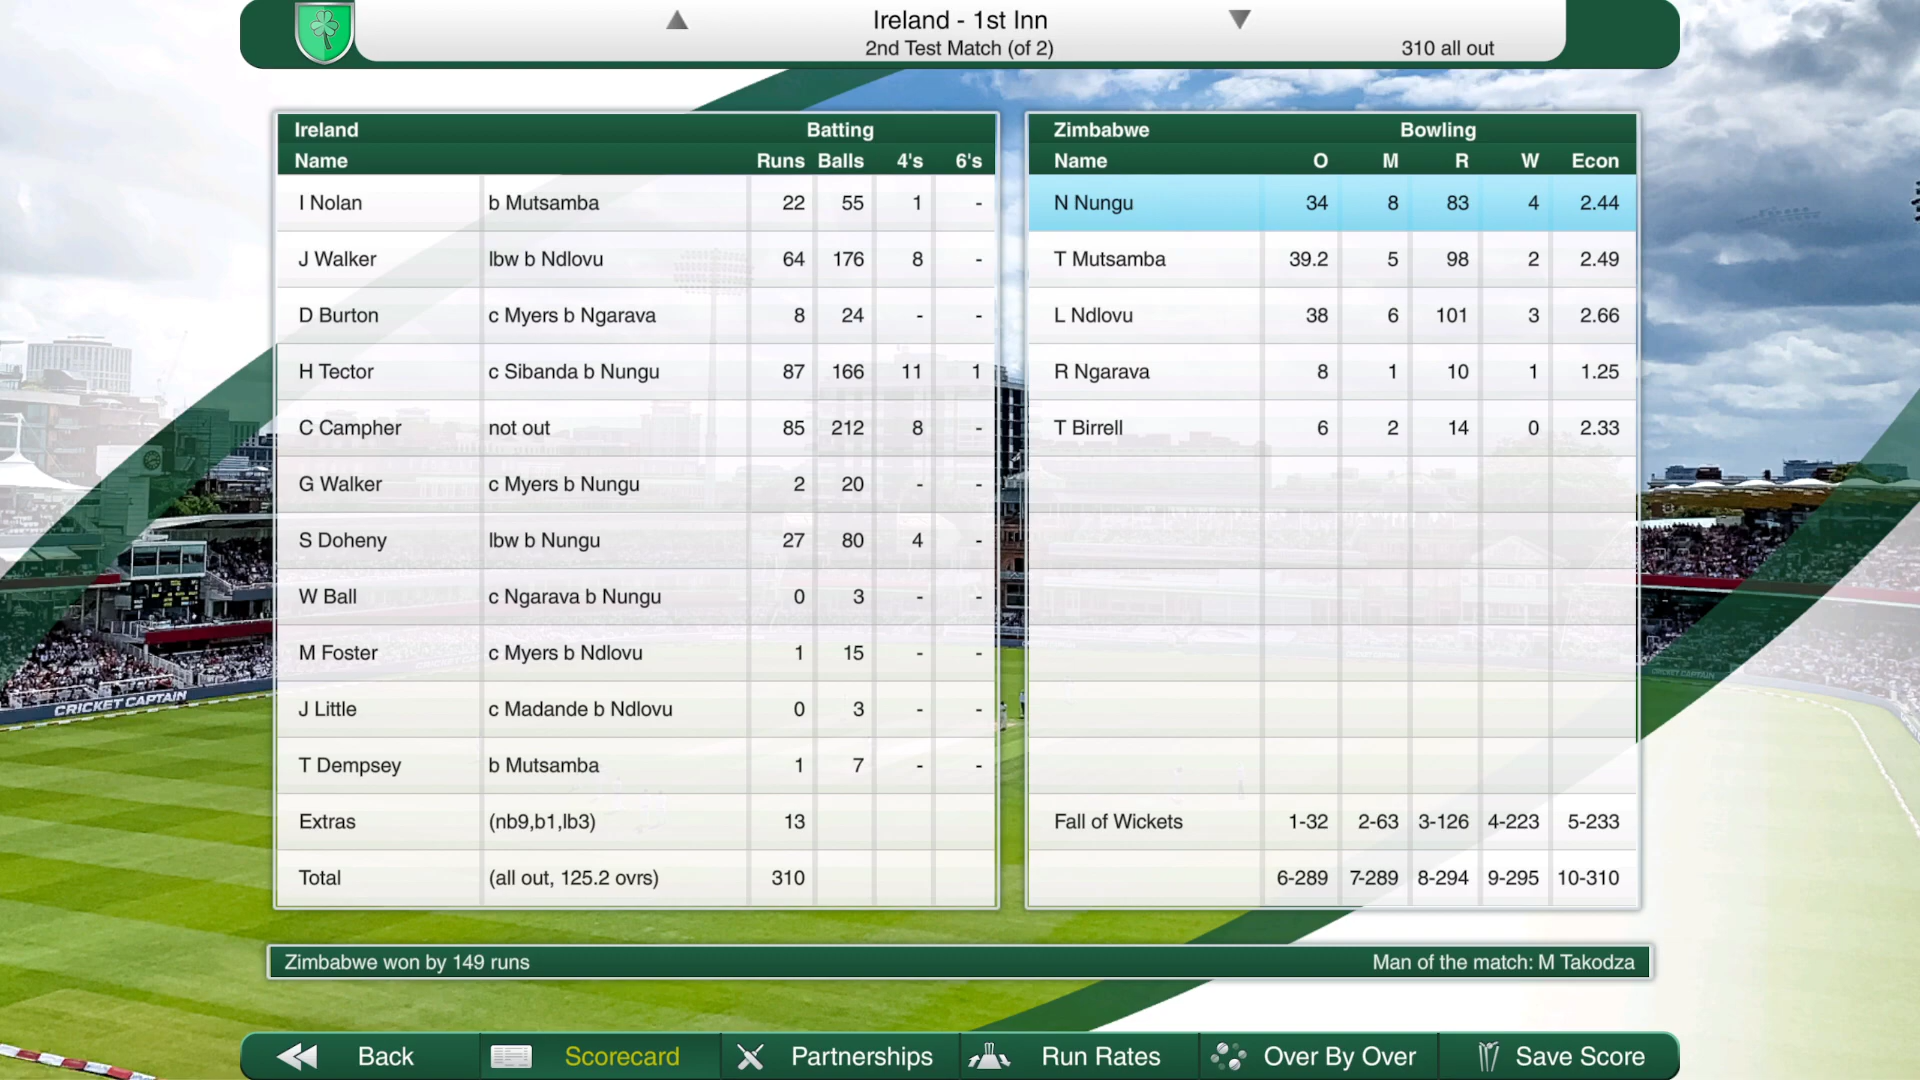 Ireland - 1st Inn
2nd Test Match (of 2)
310 all out
Ireland Batting
Name Runs Balls 4's 6's
I Nolan b Mutsamba 22 55 1 -
J Walker lbw b Ndlovu 64 176 8 -
D Burton c Myers b Ngarava 8 24 - -
H Tector c Sibanda b Nungu 87 166 11 1
C Campher not out 85 212 8 -
G Walker c Myers b Nungu 2 20 - -
S Doheny lbw b Nungu 27 80 4 -
W Ball c Ngarava b Nungu 0 3 - -
M Foster c Myers b Ndlovu 1 15 - -
J Little c Madande b Ndlovu 0 3 - -
T Dempsey b Mutsamba 1 7 - -
Extras (nb9,b1,lb3) 13
Total (all out, 125.2 ovrs) 310
Zimbabwe Bowling
Name O M R W Econ
N Nungu 34 8 83 4 2.44
T Mutsamba 39.2 5 98 2 2.49
L Ndlovu 38 6 101 3 2.66
R Ngarava 8 1 10 1 1.25
T Birrell 6 2 14 0 2.33
Fall of Wickets 1-32 2-63 3-126 4-223 5-233
6-289 7-289 8-294 9-295 10-310
CRICKET CAPTAIN
Zimbabwe won by 149 runs
Man of the match: M Takodza
Back
Scorecard
Partnerships
Run Rates
Over By Over
Save Score